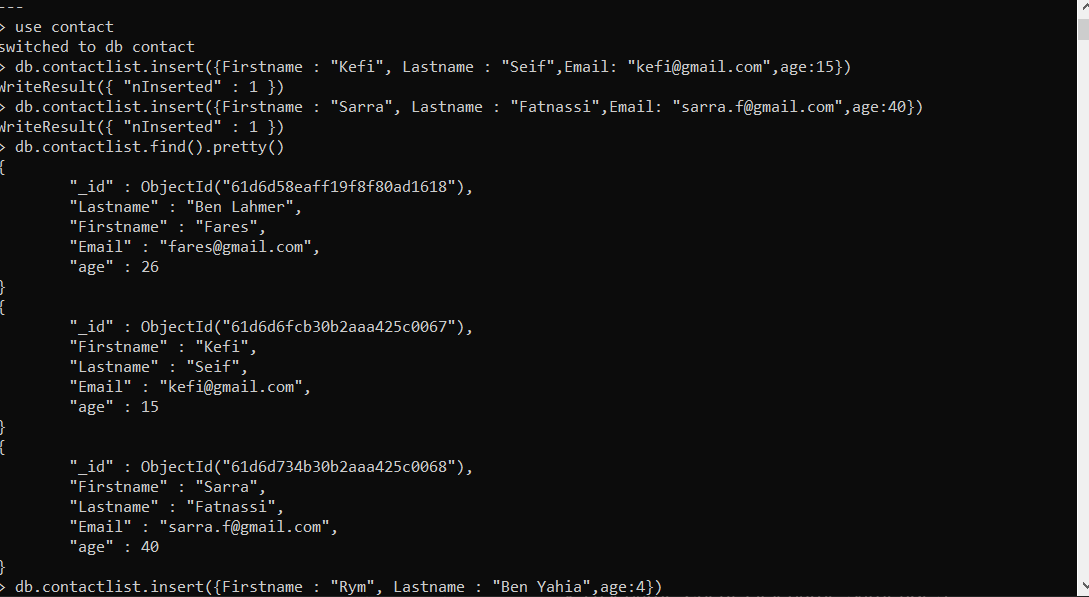 ---
> use contact
switched to db contact
> db.contactlist.insert({Firstname : "Kefi", Lastname : "Seif",Email: "kefi@gmail.com",age:15})
WriteResult({ "nInserted" : 1 })
> db.contactlist.insert({Firstname : "Sarra", Lastname : "Fatnassi",Email: "sarra.f@gmail.com",age:40})
WriteResult({ "nInserted" : 1 })
> db.contactlist.find().pretty()
{
        "_id" : ObjectId("61d6d58eaff19f8f80ad1618"),
        "Lastname" : "Ben Lahmer",
        "Firstname" : "Fares",
        "Email" : "fares@gmail.com",
        "age" : 26
}
{
        "_id" : ObjectId("61d6d6fcb30b2aaa425c0067"),
        "Firstname" : "Kefi",
        "Lastname" : "Seif",
        "Email" : "kefi@gmail.com",
        "age" : 15
}
{
        "_id" : ObjectId("61d6d734b30b2aaa425c0068"),
        "Firstname" : "Sarra",
        "Lastname" : "Fatnassi",
        "Email" : "sarra.f@gmail.com",
        "age" : 40
}
> db.contactlist.insert({Firstname : "Rym", Lastname : "Ben Yahia",age:4})